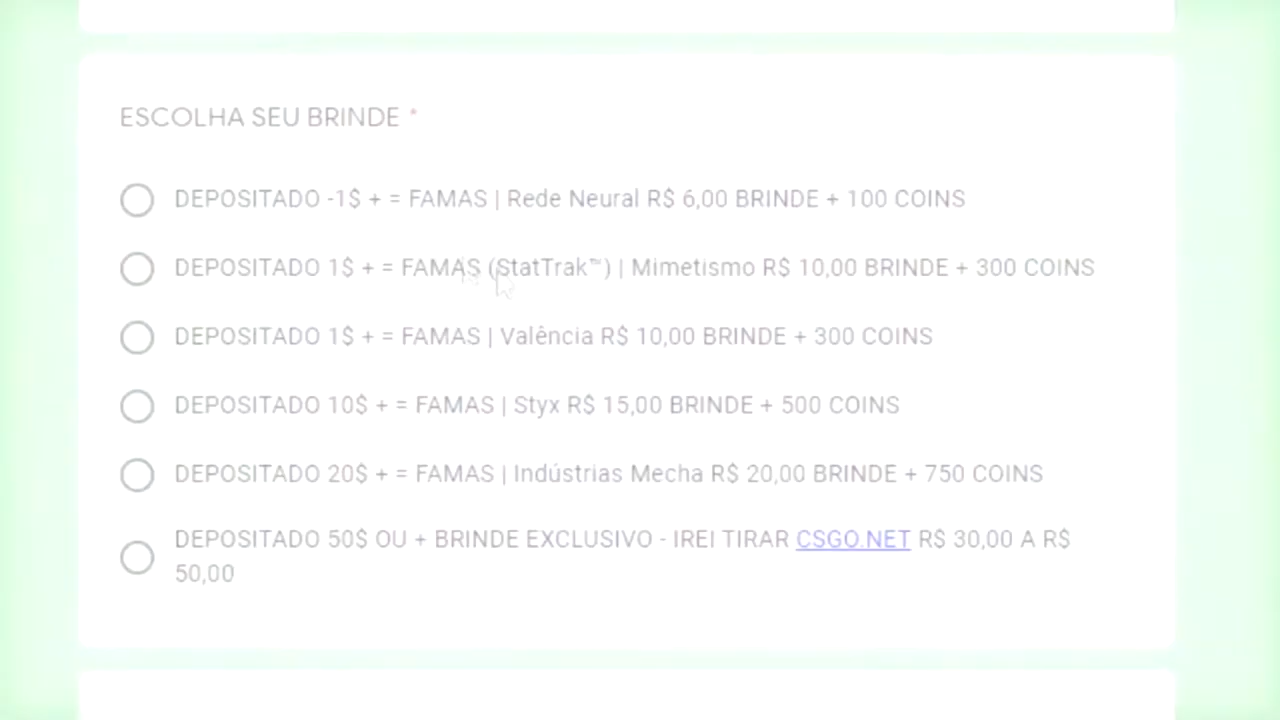 ESCOLHA SEU BRINDE *
DEPOSITADO -1$ + = FAMAS | Rede Neural R$ 6,00 BRINDE + 100 COINS
DEPOSITADO 1$ + = FAMAS (StatTrak™) | Mimetismo R$ 10,00 BRINDE + 300 COINS
DEPOSITADO 1$ + = FAMAS | Valência R$ 10,00 BRINDE + 300 COINS
DEPOSITADO 10$ + = FAMAS | Styx R$ 15,00 BRINDE + 500 COINS
DEPOSITADO 20$ + = FAMAS | Indústrias Mecha R$ 20,00 BRINDE + 750 COINS
DEPOSITADO 50$ OU + BRINDE EXCLUSIVO - IREI TIRAR CSGO.NET R$ 30,00 A R$
50,00